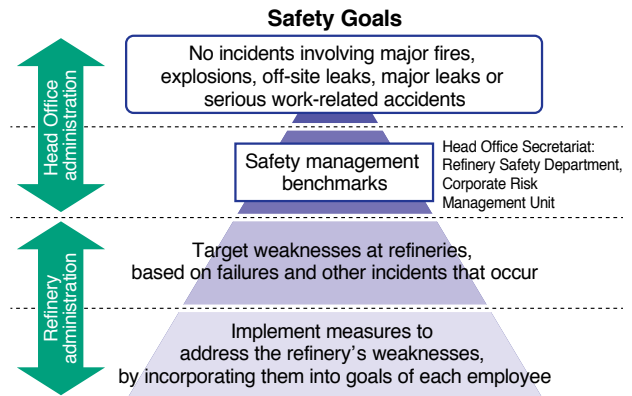 Safety Goals
Head Office
administration
No incidents involving major fires,
explosions, off-site leaks, major leaks or
serious work-related accidents
Safety management
benchmarks
Head Office Secretariat:
Refinery Safety Department,
Corporate Risk
Management Unit
Refinery
administration
Target weaknesses at refineries,
based on failures and other incidents that occur
Implement measures to
address the refinery's weaknesses,
by incorporating them into goals of each employee